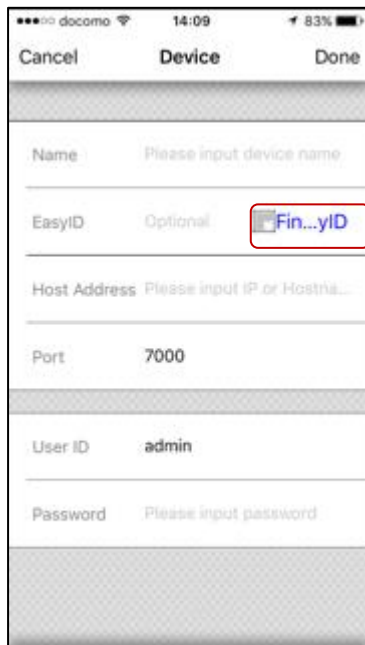 docomo 14:09 83%
Cancel Device Done
Name Please input device name
EasyID Optional Fin...yID
Host Address Please input IP or Hostna...
Port 7000
User ID admin
Password Please input password